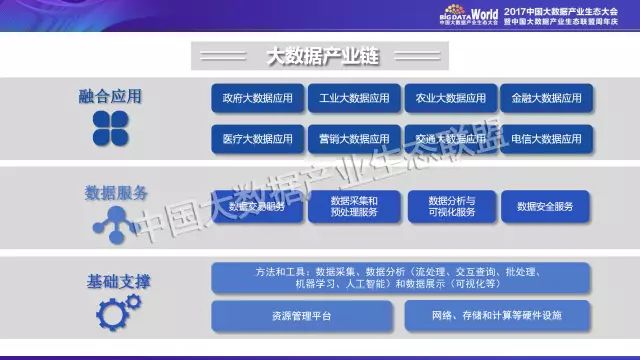 BIGDATA World
中国大数据产业生态大会
2017中国大数据产业生态大会
暨中国大数据产业生态联盟周年庆
大数据产业链
融合应用
政府大数据应用
工业大数据应用
农业大数据应用
金融大数据应用
医疗大数据应用
营销大数据应用
交通大数据应用
电信大数据应用
数据服务
数据交易服务
数据采集和
预处理服务
数据分析与
可视化服务
数据安全服务
中国大数据产业生态联盟
基础支撑
方法和工具：数据采集、数据分析（流处理、交互查询、批处理、
机器学习、人工智能）和数据展示（可视化等）
资源管理平台
网络、存储和计算等硬件设施